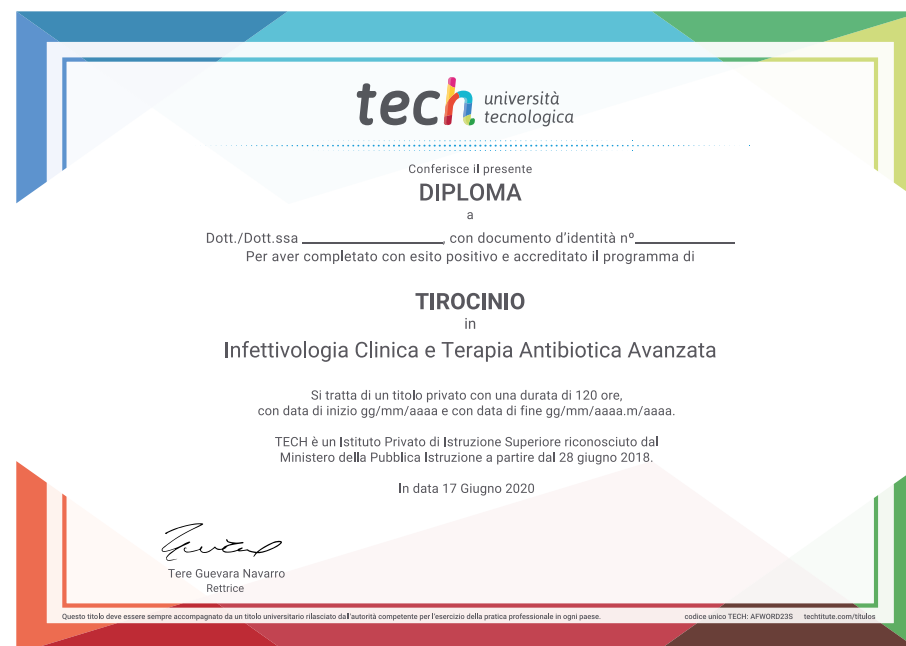 tech università
tecnologica
Conferisce il presente
DIPLOMA
a
Dott./Dott.ssa ____________________, con documento d'identità nº______________
Per aver completato con esito positivo e accreditato il programma di
TIROCINIO
in
Infettivologia Clinica e Terapia Antibiotica Avanzata
Si tratta di un titolo privato con una durata di 120 ore,
con data di inizio gg/mm/aaaa e con data di fine gg/mm/aaaa.m/aaaa.
TECH è un Istituto Privato di Istruzione Superiore riconosciuto dal
Ministero della Pubblica Istruzione a partire dal 28 giugno 2018.
In data 17 Giugno 2020
Tere Guevara Navarro
Rettrice
Questo titolo deve essere sempre accompagnato da un titolo universitario rilasciato dall'autorità competente per l'esercizio della pratica professionale in ogni paese. codice unico TECH: AFWORD23S techtitute.com/titulos